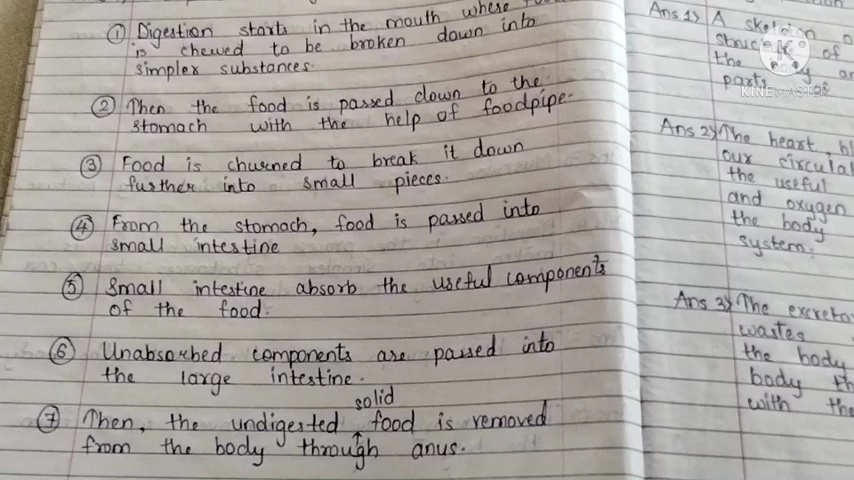 ① Digestion starts in the mouth where
is chewed to be broken down into
simpler substances.
② Then the food is passed down to the
stomach with the help of foodpipe.
③ Food is churned to break it down
further into small pieces.
④ From the stomach, food is passed into
small intestine
⑤ Small intestine absorb the useful components
of the food.
⑥ Unabsorbed components are passed into
the large intestine.
solid
⑦ Then, the undigested food is removed
from the body through anus.
Ans 1) A
of
the
parts
KINEMASTER
Ans 2) The heart,
our
the useful
and oxygen
the body
system.
Ans 3) The
wastes
the body
body
with the